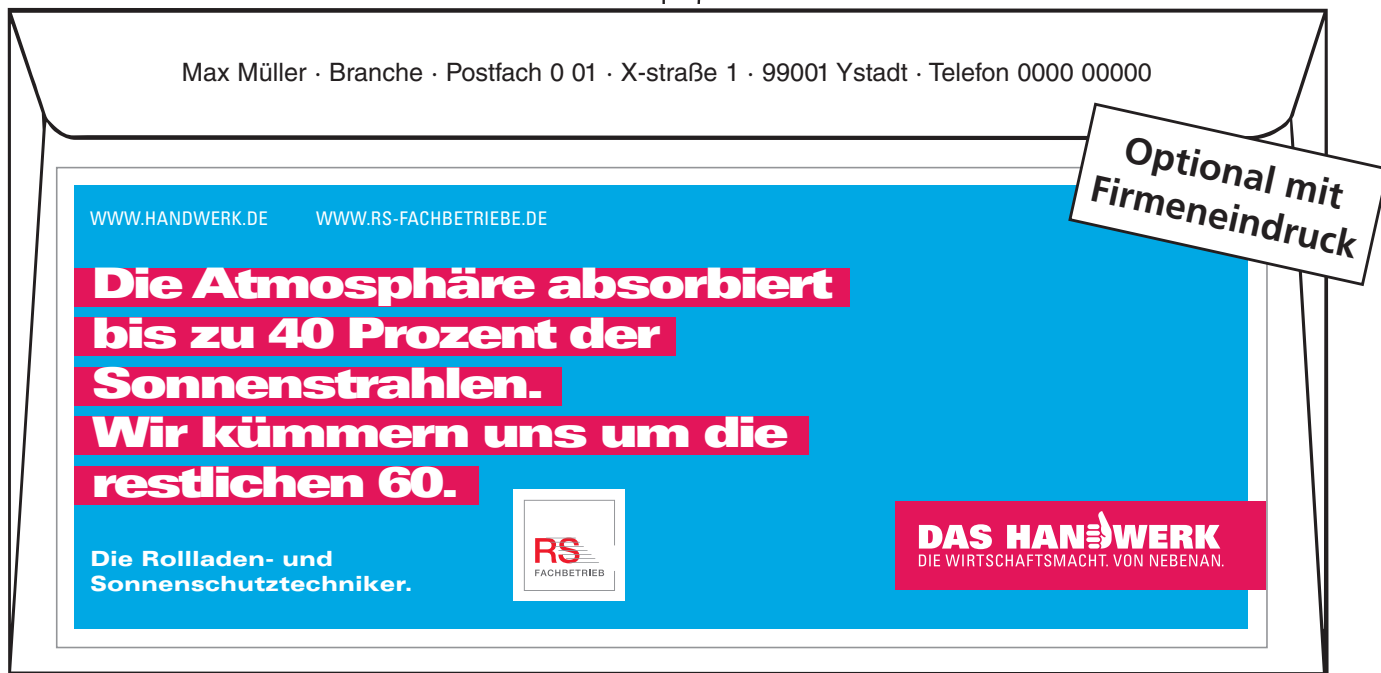 Max Müller · Branche · Postfach 0 01 · X-straße 1 · 99001 Ystadt · Telefon 0000 00000
Optional mit
Firmeneindruck
WWW.HANDWERK.DE WWW.RS-FACHBETRIEBE.DE
Die Atmosphäre absorbiert
bis zu 40 Prozent der
Sonnenstrahlen.
Wir kümmern uns um die
restlichen 60.
Die Rollladen- und
Sonnenschutztechniker.
RS
FACHBETRIEB
DAS HANDWERK
DIE WIRTSCHAFTSMACHT. VON NEBENAN.